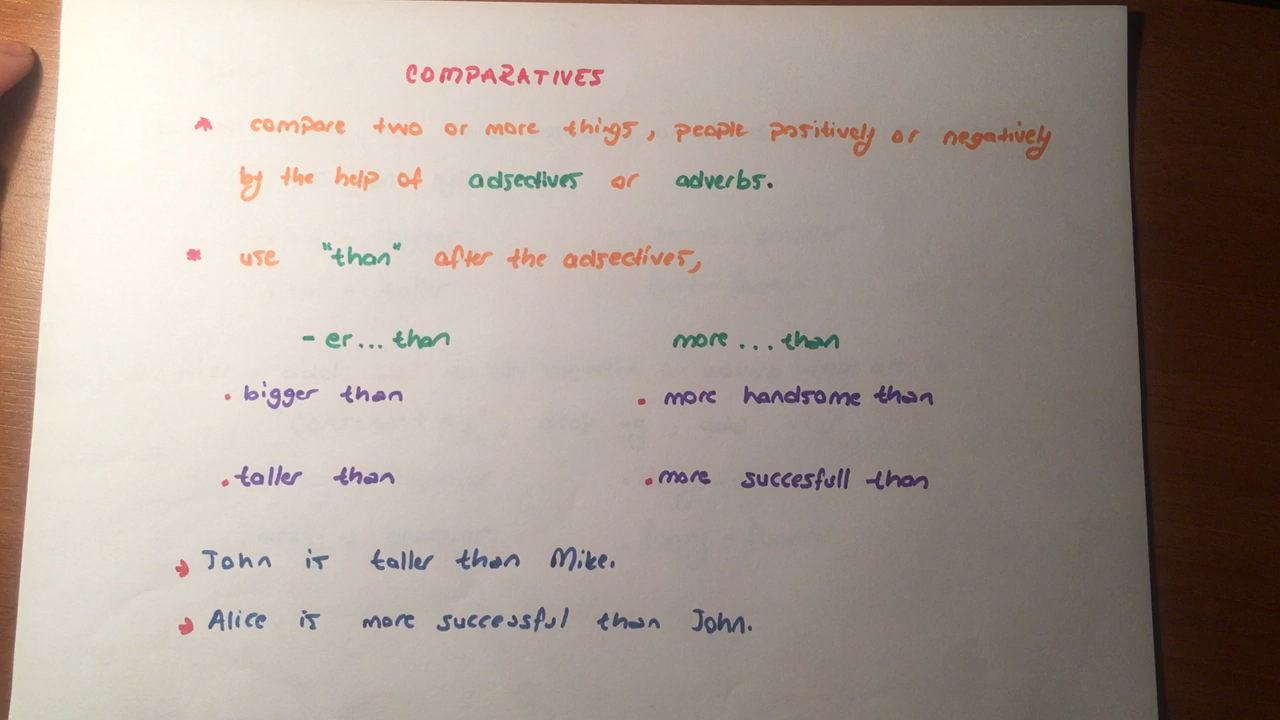 COMPARATIVES
* compare two or more things, people positively or negatively
by the help of adjectives or adverbs.
* use "than" after the adjectives,
- er... than more ... than
. bigger than . more handsome than
. taller than . more succesfull than
→ John is taller than Mike.
→ Alice is more successful than John.